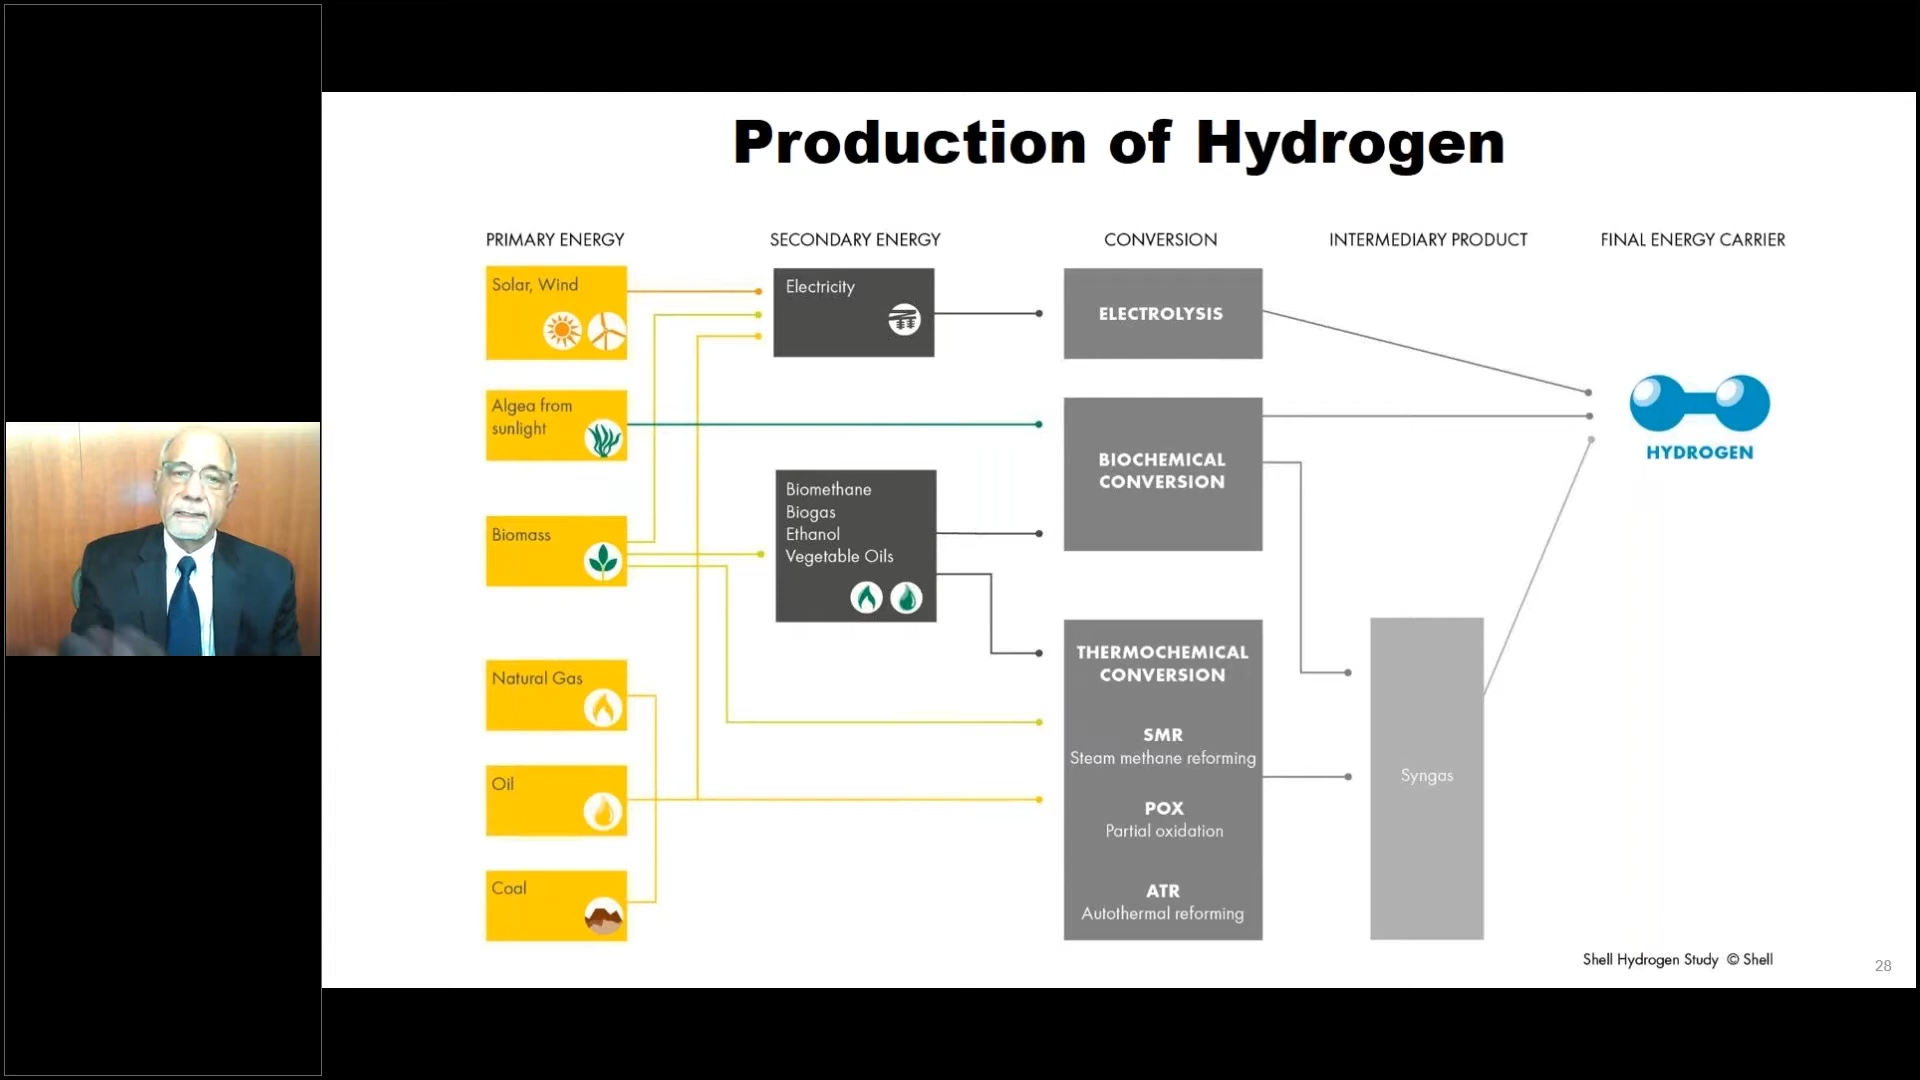 Production of Hydrogen
PRIMARY ENERGY
SECONDARY ENERGY
CONVERSION
INTERMEDIARY PRODUCT
FINAL ENERGY CARRIER
Solar, Wind
Electricity
ELECTROLYSIS
Algea from
sunlight
BIOCHEMICAL
CONVERSION
HYDROGEN
Biomass
Biomethane
Biogas
Ethanol
Vegetable Oils
Natural Gas
THERMOCHEMICAL
CONVERSION
SMR
Steam methane reforming
Oil
POX
Partial oxidation
Syngas
Coal
ATR
Autothermal reforming
Shell Hydrogen Study © Shell
28